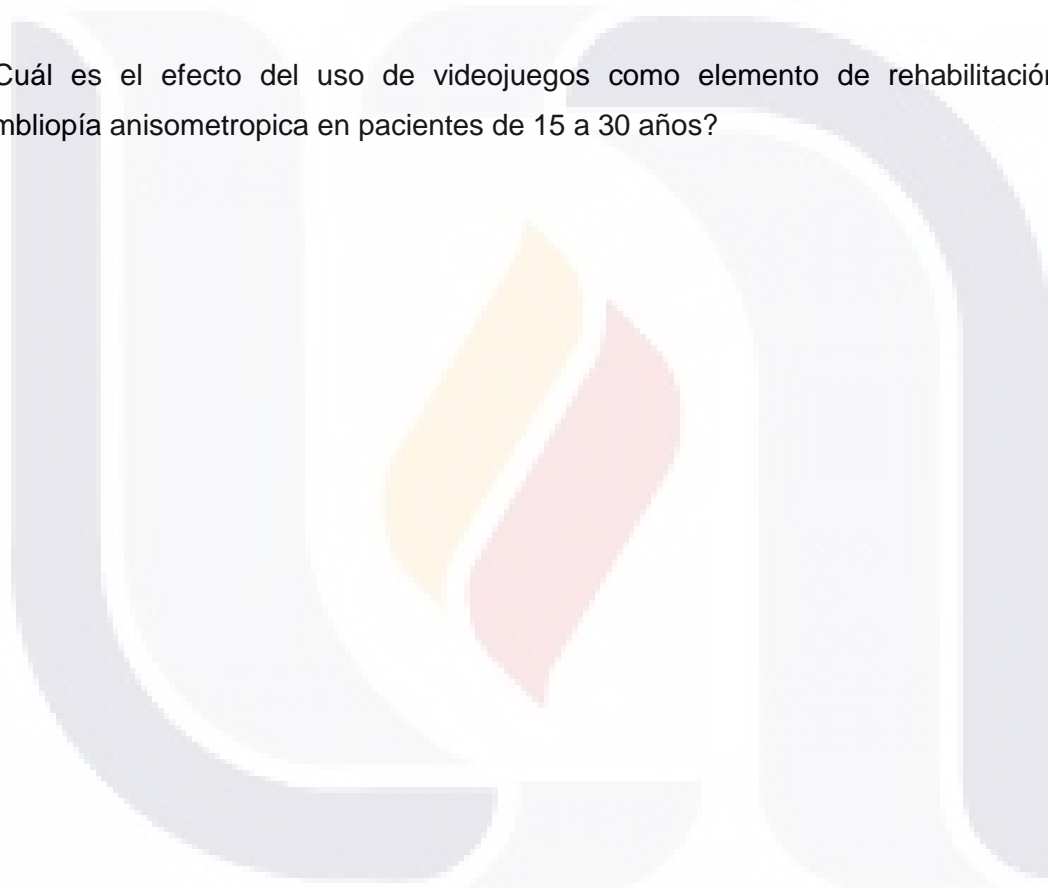 Cuál es el efecto del uso de videojuegos como elemento de rehabilitación
mbliopía anisometropica en pacientes de 15 a 30 años?